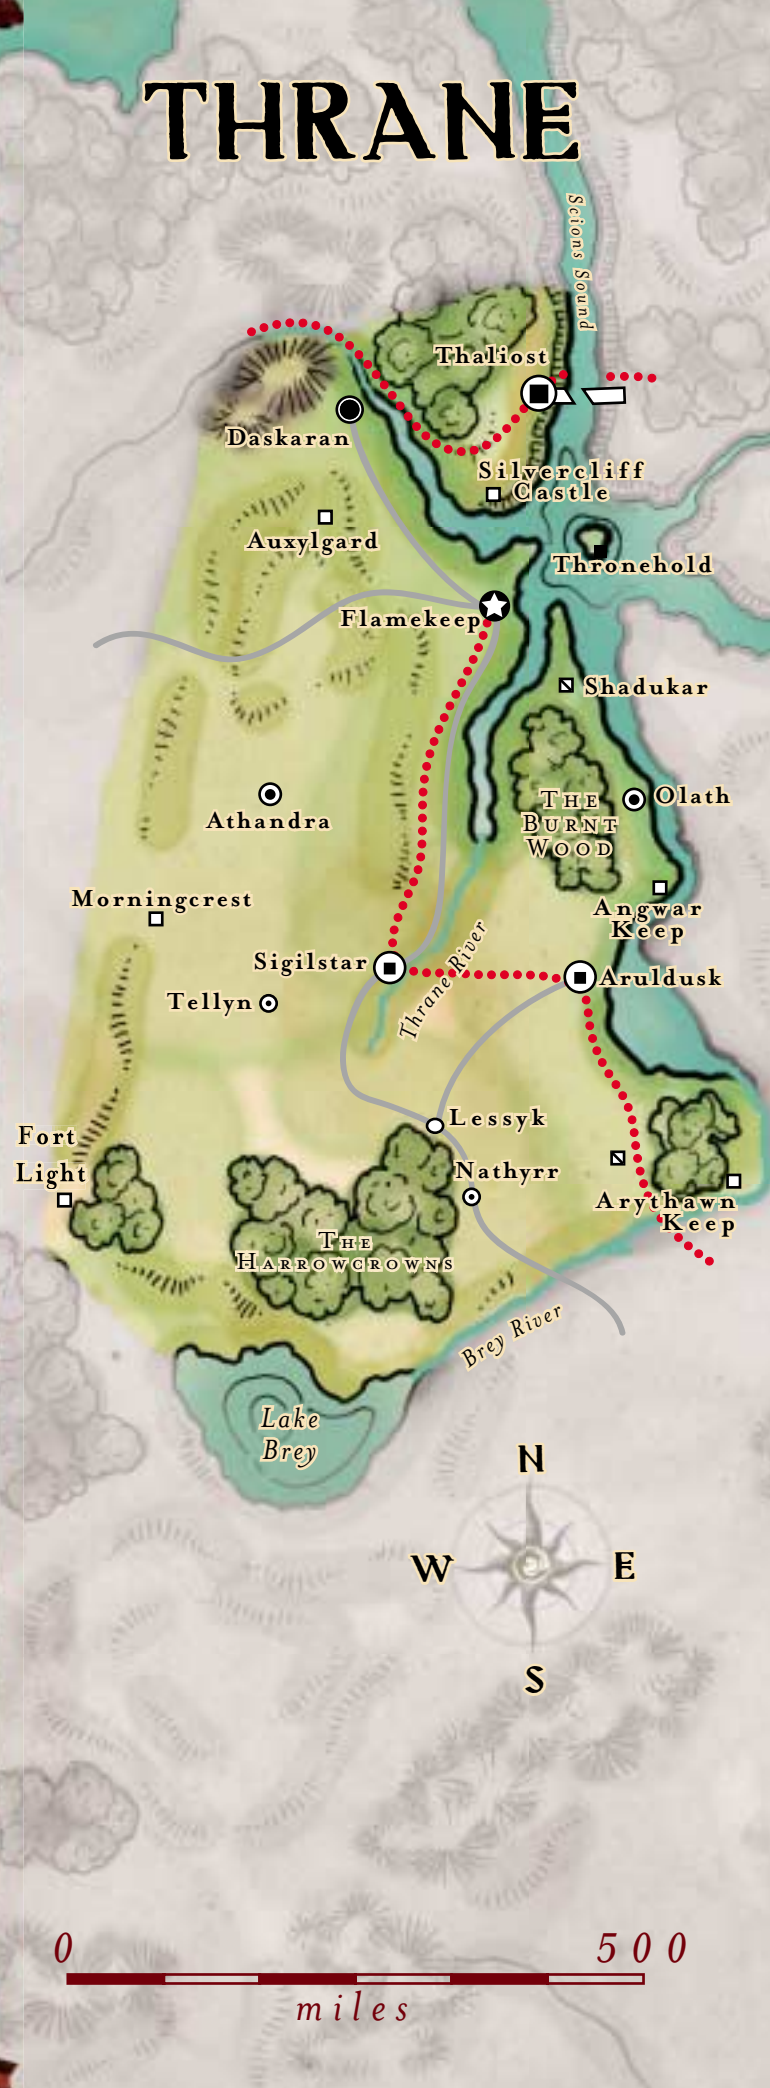 THRANE
Scions Sound
Thaliost
Daskaran
Silvercliff
Castle
Auxylgard
Thronehold
Flamekeep
Shadukar
Athandra
Olath
THE
BURNT
WOOD
Morningcrest
Angwar
Keep
Sigilstar
Thrane River
Aruldusk
Tellyn
Lessyk
Fort
Light
Nathyrr
Arythawn
Keep
THE
HARROWCROWNS
Brey River
Lake
Brey
N
W
E
S
0
500
miles